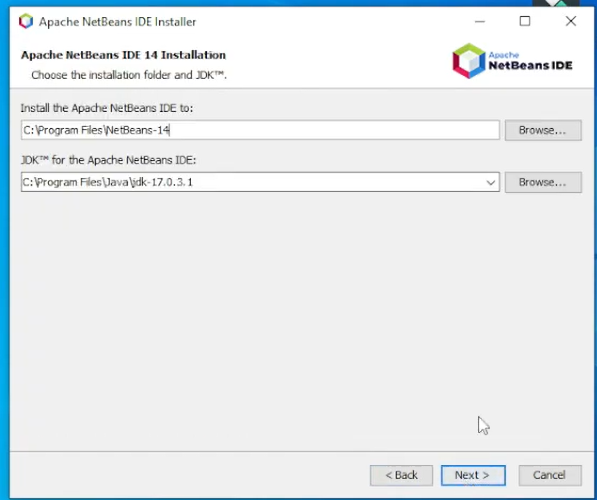 Apache NetBeans IDE Installer
Apache NetBeans IDE 14 Installation
Choose the installation folder and JDK™.
Apache
NetBeans IDE
Install the Apache NetBeans IDE to:
C:\Program Files\NetBeans-14
Browse...
JDK™ for the Apache NetBeans IDE:
C:\Program Files\Java\jdk-17.0.3.1
Browse...
< Back
Next >
Cancel